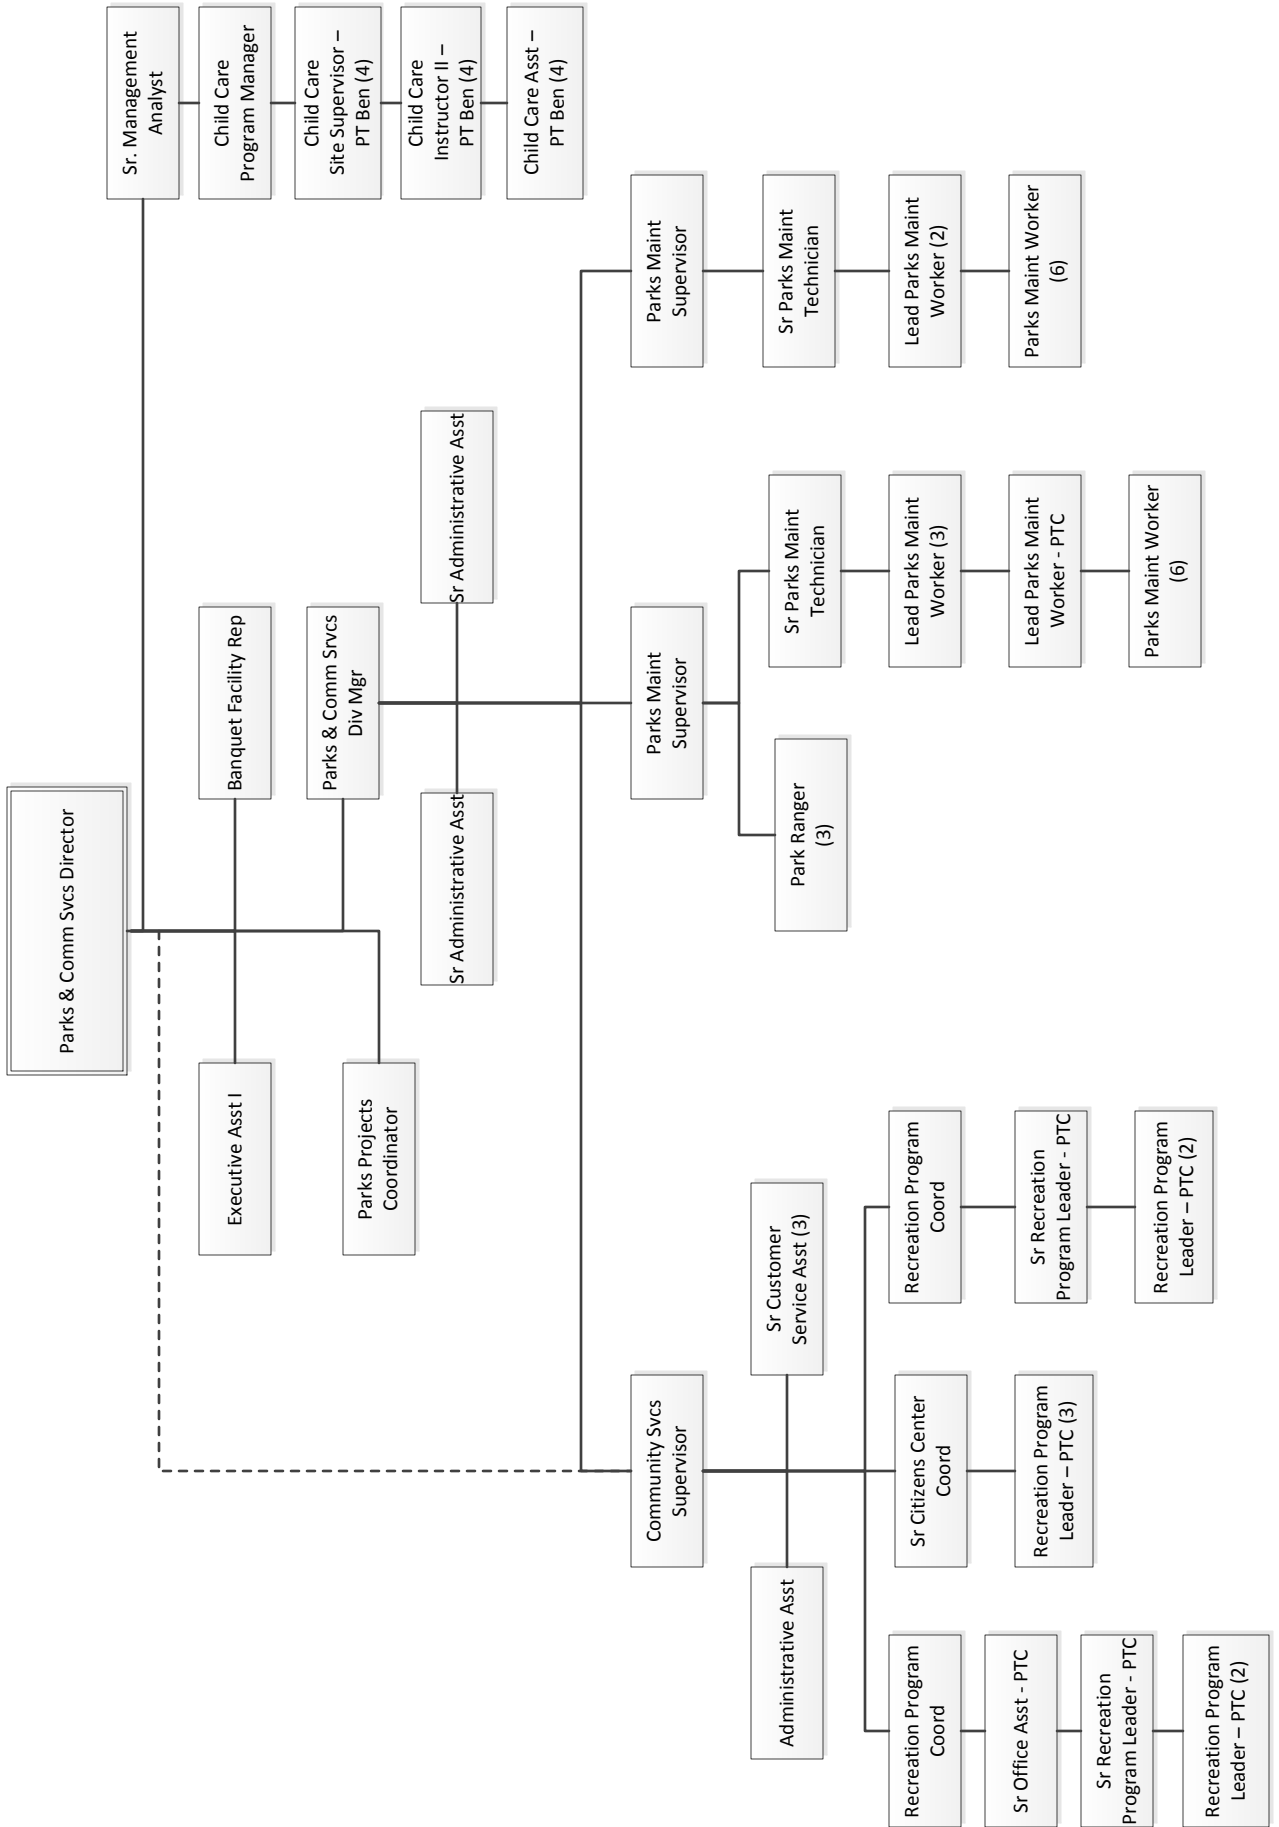 Parks & Comm Svcs Director
Executive Asst I
Banquet Facility Rep
Sr. Management
Analyst
Parks Projects
Coordinator
Parks & Comm Srvcs
Div Mgr
Child Care
Program Manager
Child Care
Site Supervisor –
PT Ben (4)
Child Care
Instructor II –
PT Ben (4)
Child Care Asst –
PT Ben (4)
Sr Administrative Asst
Sr Administrative Asst
Community Svcs
Supervisor
Parks Maint
Supervisor
Parks Maint
Supervisor
Administrative Asst
Sr Customer
Service Asst (3)
Recreation Program
Coord
Sr Office Asst - PTC
Sr Recreation
Program Leader - PTC
Recreation Program
Leader – PTC (2)
Sr Citizens Center
Coord
Recreation Program
Leader – PTC (3)
Recreation Program
Coord
Sr Recreation
Program Leader - PTC
Recreation Program
Leader – PTC (2)
Park Ranger
(3)
Sr Parks Maint
Technician
Lead Parks Maint
Worker (3)
Lead Parks Maint
Worker - PTC
Parks Maint Worker
(6)
Sr Parks Maint
Technician
Lead Parks Maint
Worker (2)
Parks Maint Worker
(6)